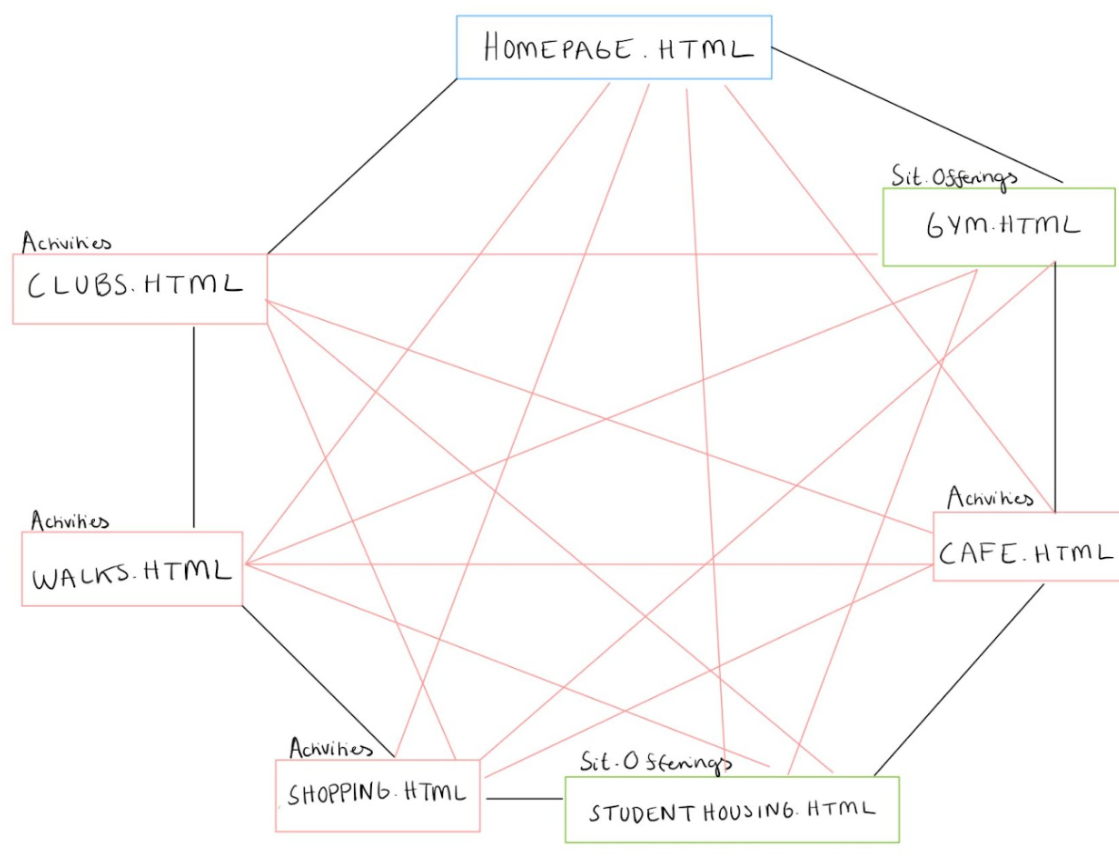 HOMEPAGE.HTML
Sit.Offerings
GYM.HTML
Activities
CLUBS.HTML
Activities
CAFE.HTML
Activities
WALKS.HTML
Activities
SHOPPING.HTML
Sit.Offerings
STUDENT HOUSING.HTML